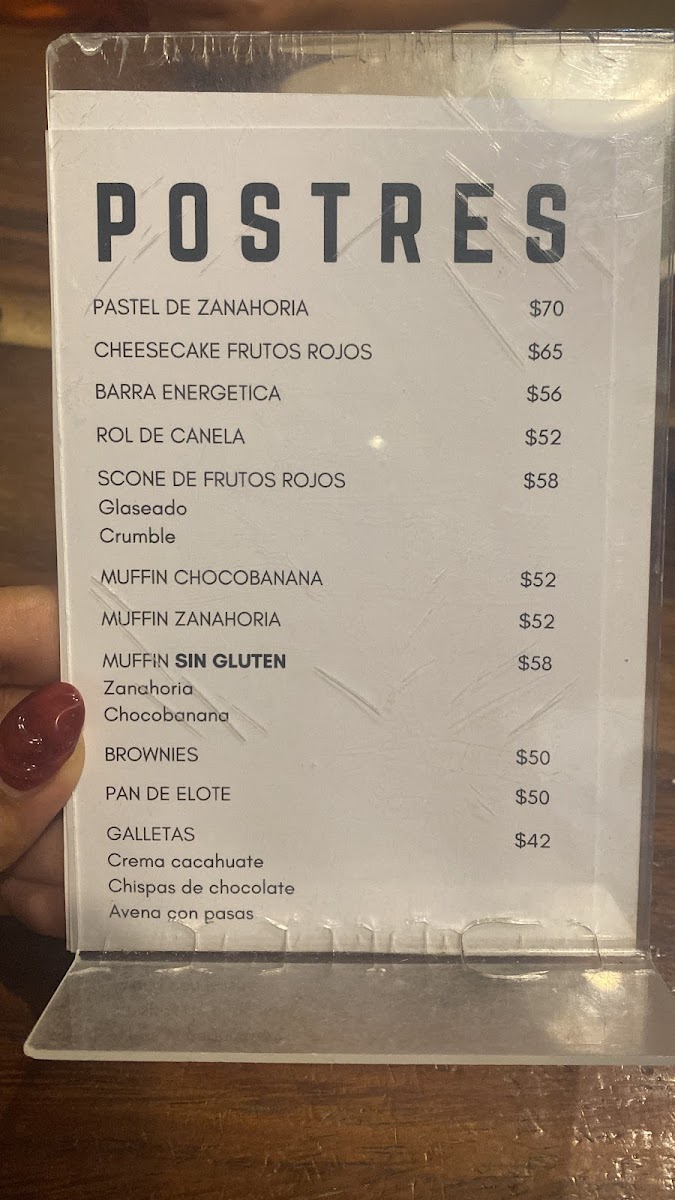 POSTRES
PASTEL DE ZANAHORIA $70
CHEESECAKE FRUTOS ROJOS $65
BARRA ENERGETICA $56
ROL DE CANELA $52
SCONE DE FRUTOS ROJOS $58
Glaseado
Crumble
MUFFIN CHOCOBANANA $52
MUFFIN ZANAHORIA $52
MUFFIN SIN GLUTEN $58
Zanahoria
Chocobanana
BROWNIES $50
PAN DE ELOTE $50
GALLETAS $42
Crema cacahuate
Chispas de chocolate
Avena con pasas